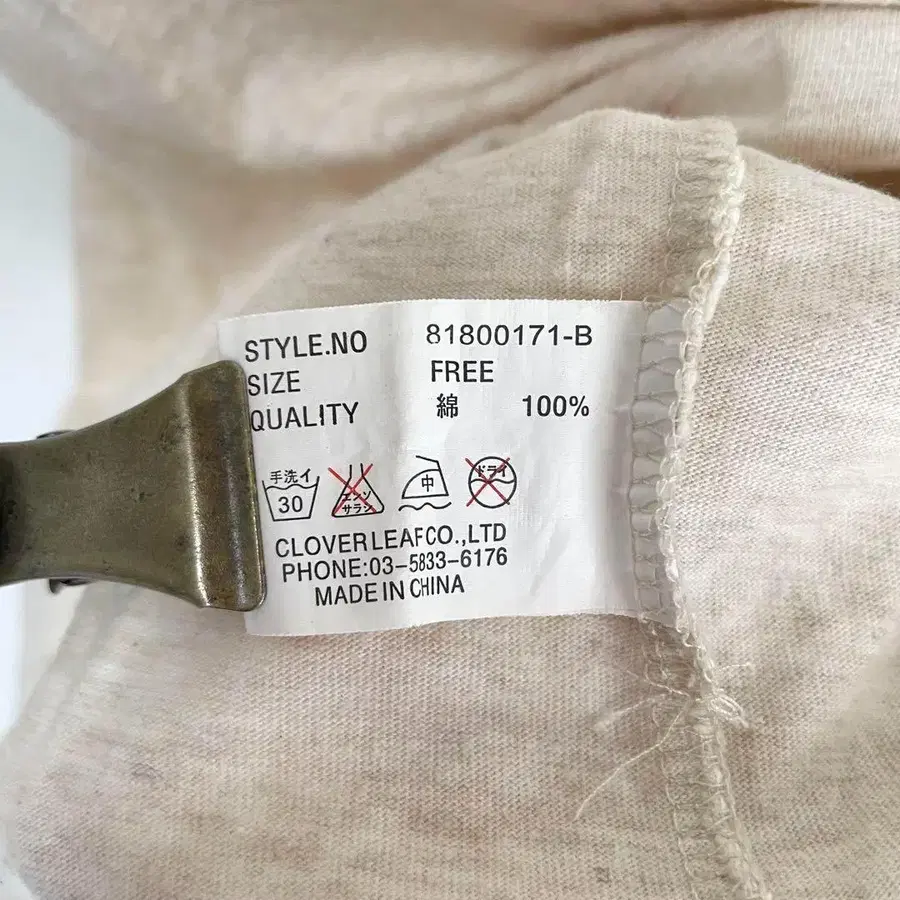 STYLE.NO 81800171-B
SIZE FREE
QUALITY 綿 100%
手洗イ 30 エンソ サラシ 中 ドライ
CLOVER LEAF CO.,LTD
PHONE:03-5833-6176
MADE IN CHINA